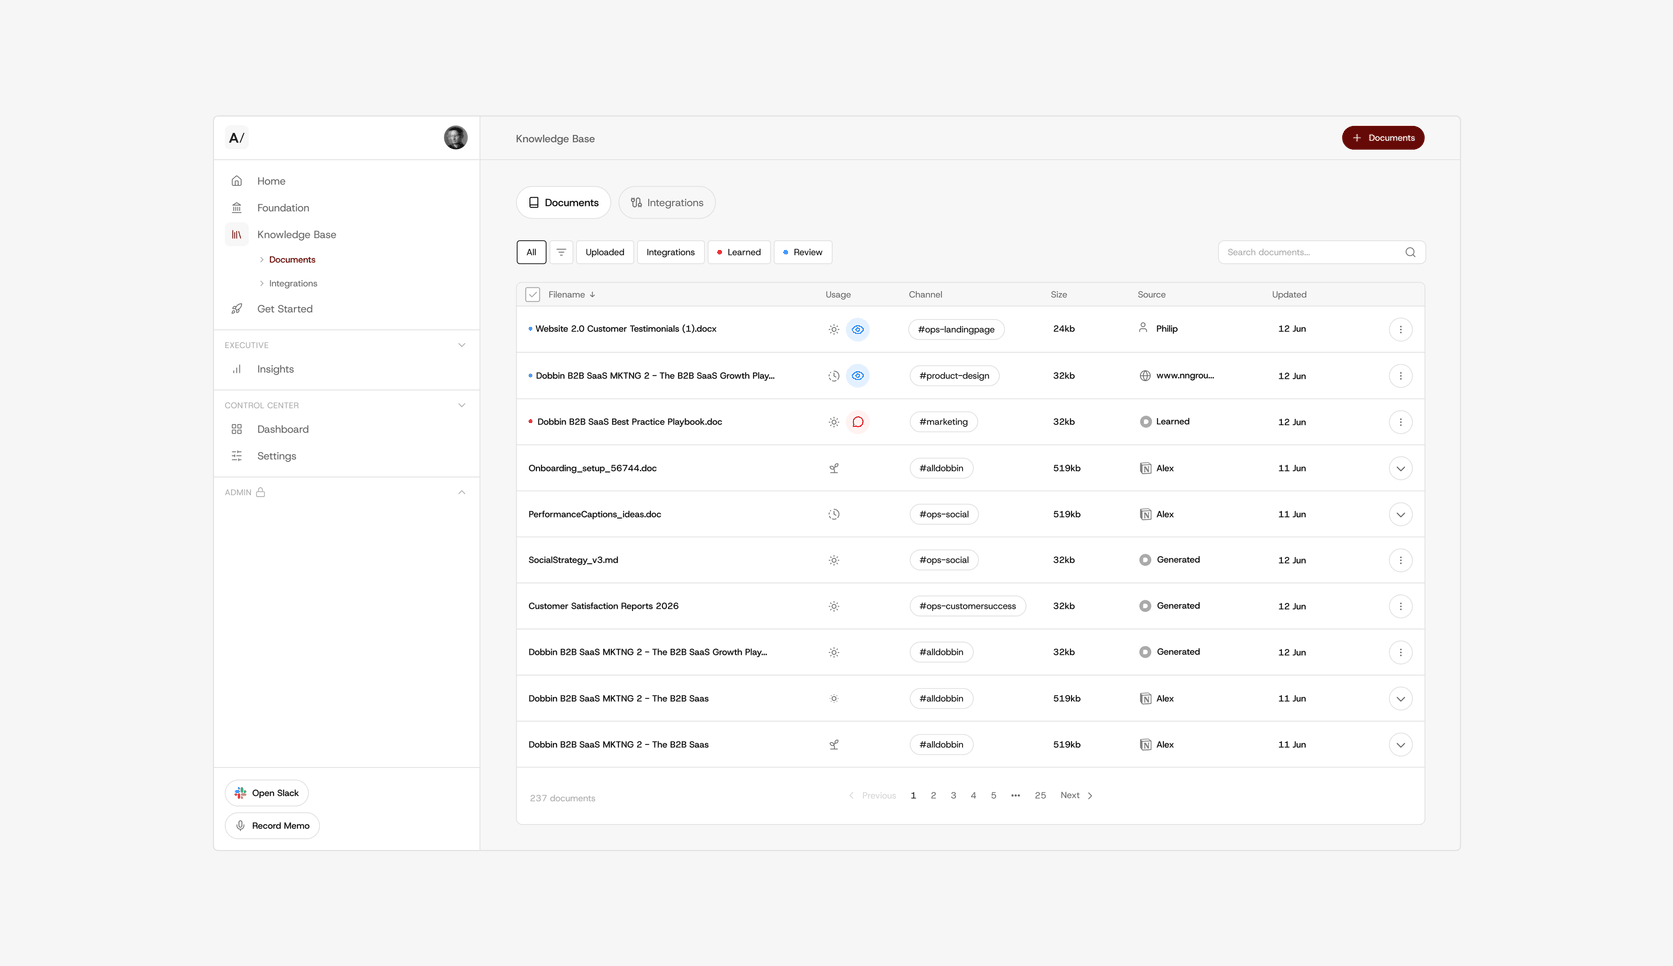 A/
Home
Foundation
Knowledge Base
Documents
Integrations
Get Started
EXECUTIVE
Insights
CONTROL CENTER
Dashboard
Settings
ADMIN
Open Slack
Record Memo
Knowledge Base
Documents
Documents Integrations
All Uploaded Integrations Learned Review Search documents...
Filename Usage Channel Size Source Updated
Website 2.0 Customer Testimonials (1).docx #ops-landingpage 24kb Philip 12 Jun
Dobbin B2B SaaS MKTNG 2 - The B2B SaaS Growth Play... #product-design 32kb www.nngrou... 12 Jun
Dobbin B2B SaaS Best Practice Playbook.doc #marketing 32kb Learned 12 Jun
Onboarding_setup_56744.doc #alldobbin 519kb Alex 11 Jun
PerformanceCaptions_ideas.doc #ops-social 519kb Alex 11 Jun
SocialStrategy_v3.md #ops-social 32kb Generated 12 Jun
Customer Satisfaction Reports 2026 #ops-customersuccess 32kb Generated 12 Jun
Dobbin B2B SaaS MKTNG 2 - The B2B SaaS Growth Play... #alldobbin 32kb Generated 12 Jun
Dobbin B2B SaaS MKTNG 2 - The B2B Saas #alldobbin 519kb Alex 11 Jun
Dobbin B2B SaaS MKTNG 2 - The B2B Saas #alldobbin 519kb Alex 11 Jun
237 documents Previous 1 2 3 4 5 ••• 25 Next